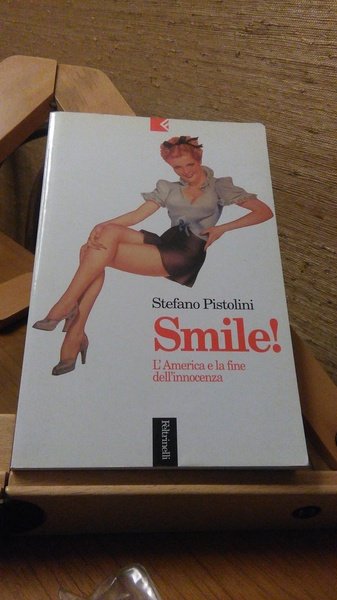 Stefano Pistolini
Smile!
L'America e la fine
dell'innocenza
Feltrinelli